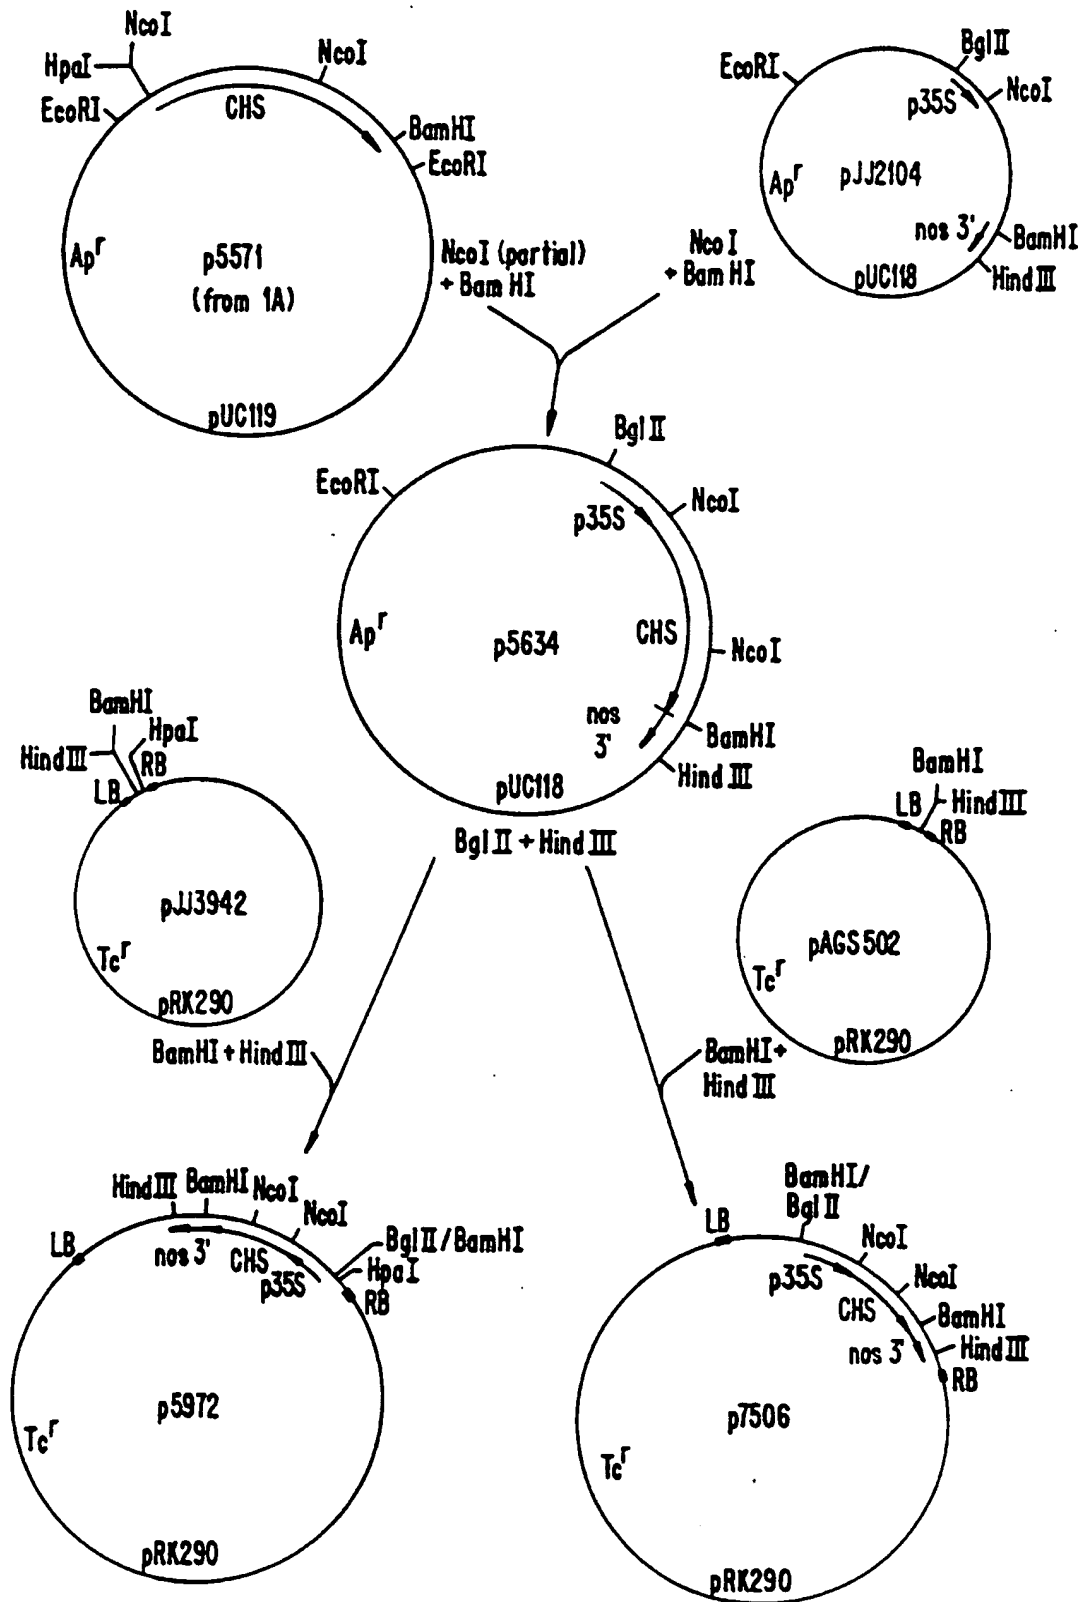 NcoI
HpaI
NcoI
EcoRI
CHS
BamHI
EcoRI
Apʳ
p5571
(from 1A)
pUC119
NcoI (partial)
+ BamHI
NcoI
+ BamHI
EcoRI
BglII
p35S
NcoI
Apʳ
pJJ2104
nos 3'
BamHI
HindIII
pUC118
BglII
EcoRI
NcoI
p35S
Apʳ
p5634
CHS
NcoI
nos
3'
BamHI
HindIII
pUC118
BglII + HindIII
BamHI
HpaI
HindIII
RB
LB
pJJ3942
Tcʳ
pRK290
BamHI + HindIII
BamHI
LB
HindIII
RB
pAGS502
Tcʳ
pRK290
BamHI +
HindIII
HindIII
BamHI
NcoI
NcoI
LB
nos 3'
CHS
p35S
BglII/BamHI
HpaI
RB
p5972
Tcʳ
pRK290
BamHI/
BglII
LB
NcoI
p35S
NcoI
CHS
BamHI
nos 3'
HindIII
RB
p7506
Tcʳ
pRK290